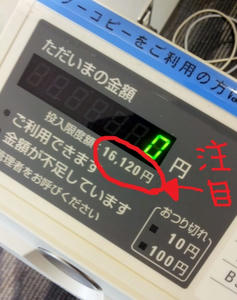 ーコピーをご利用の方は
ただいまの金額
0円
投入限度額 16,120円
ご利用できます
金額が不足しています
管理者をお呼びください
おつり切れ
10円
100円
注目